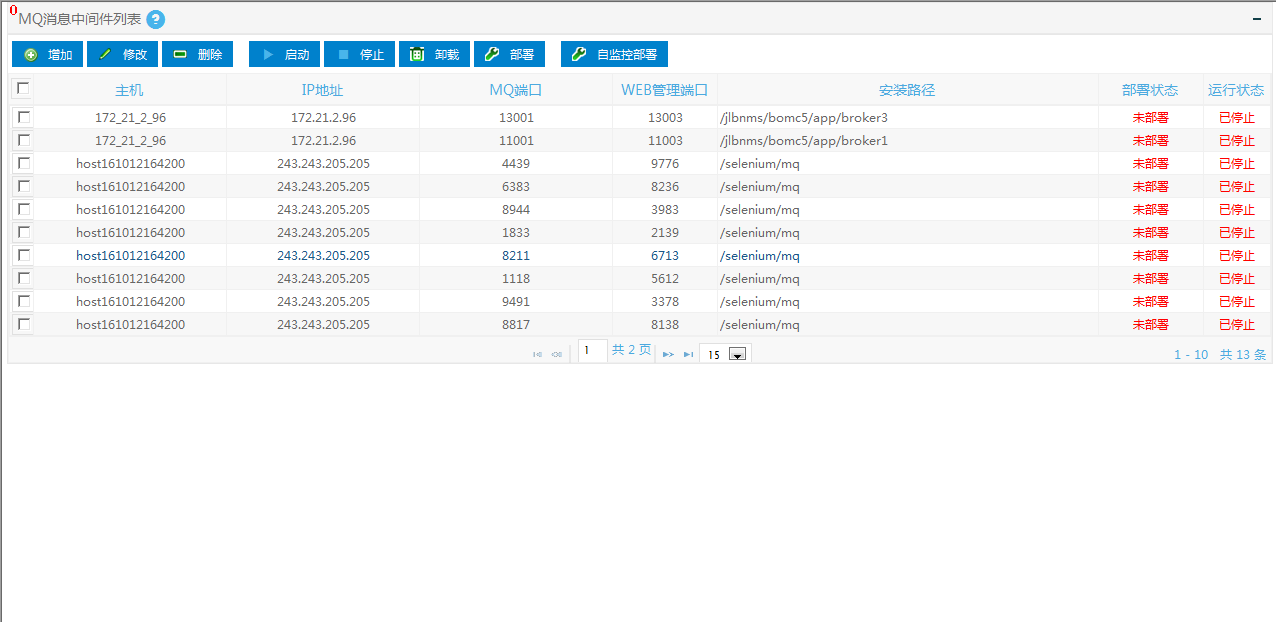 0
MQ消息中间件列表 ?
增加 修改 删除 启动 停止 卸载 部署 自监控部署
主机 IP地址 MQ端口 WEB管理端口 安装路径 部署状态 运行状态
172_21_2_96 172.21.2.96 13001 13003 /jlbnms/bomc5/app/broker3 未部署 已停止
172_21_2_96 172.21.2.96 11001 11003 /jlbnms/bomc5/app/broker1 未部署 已停止
host161012164200 243.243.205.205 4439 9776 /selenium/mq 未部署 已停止
host161012164200 243.243.205.205 6383 8236 /selenium/mq 未部署 已停止
host161012164200 243.243.205.205 8944 3983 /selenium/mq 未部署 已停止
host161012164200 243.243.205.205 1833 2139 /selenium/mq 未部署 已停止
host161012164200 243.243.205.205 8211 6713 /selenium/mq 未部署 已停止
host161012164200 243.243.205.205 1118 5612 /selenium/mq 未部署 已停止
host161012164200 243.243.205.205 9491 3378 /selenium/mq 未部署 已停止
host161012164200 243.243.205.205 8817 8138 /selenium/mq 未部署 已停止
1 共 2 页 15 1 - 10 共 13 条